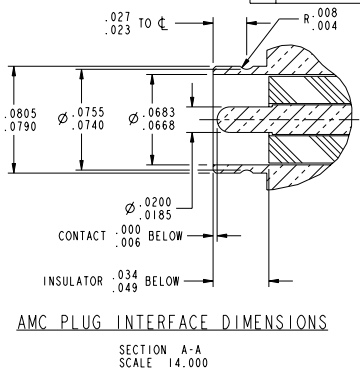 .027
.023 TO ℄
R .008
.004
.0805
.0790
⌀ .0755
.0740
⌀ .0683
.0668
⌀ .0200
.0185
CONTACT .000
.006 BELOW
INSULATOR .034
.049 BELOW
AMC PLUG INTERFACE DIMENSIONS
SECTION A-A
SCALE 14.000